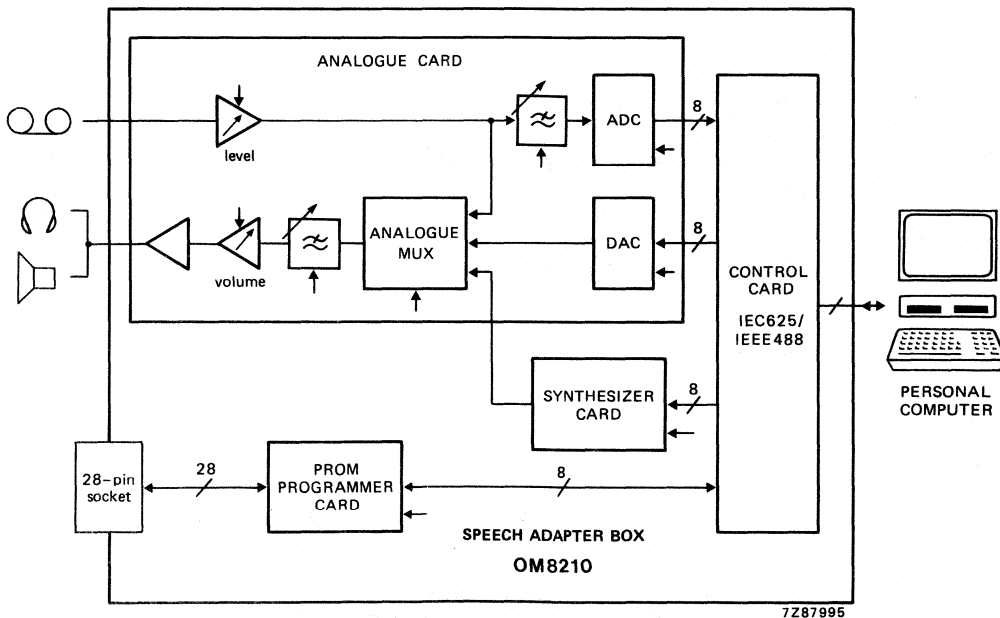 ANALOGUE CARD
level
ADC
8
volume
ANALOGUE
MUX
DAC
8
CONTROL
CARD
IEC625/
IEEE488
PERSONAL
COMPUTER
SYNTHESIZER
CARD
8
28-pin
socket
28
PROM
PROGRAMMER
CARD
8
SPEECH ADAPTER BOX
OM8210
7Z87995